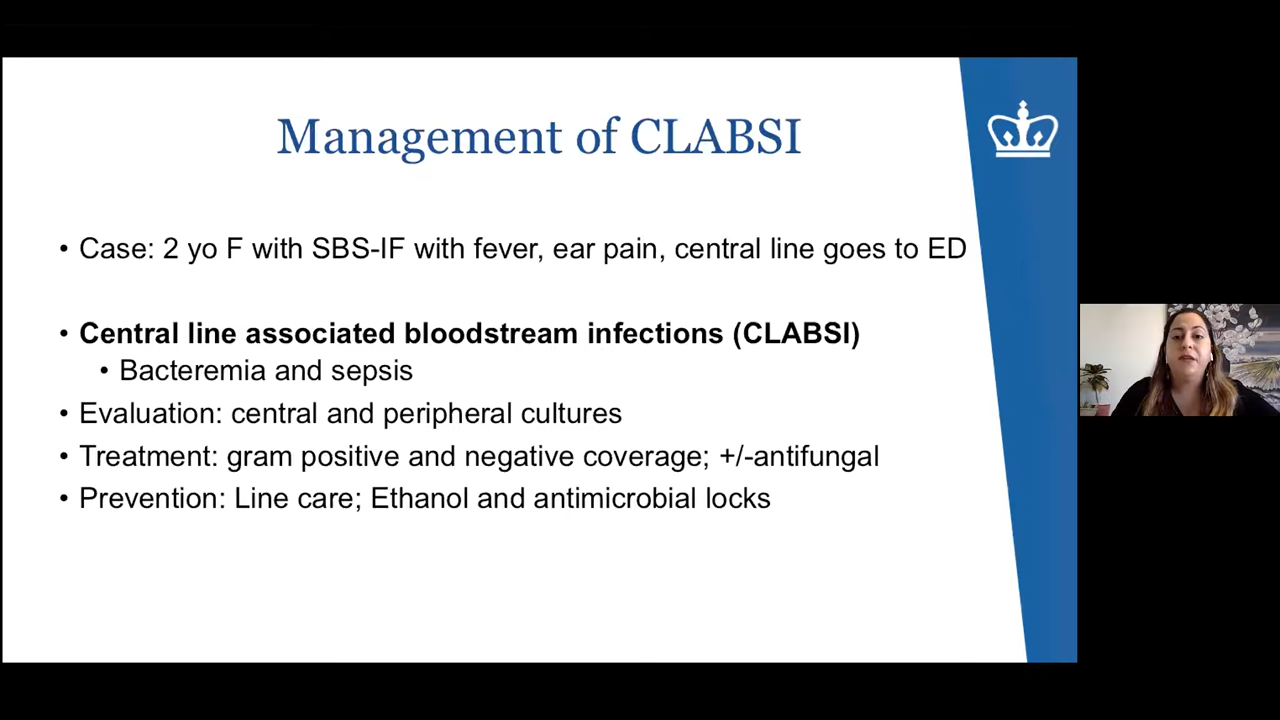 Management of CLABSI
• Case: 2 yo F with SBS-IF with fever, ear pain, central line goes to ED
• Central line associated bloodstream infections (CLABSI)
• Bacteremia and sepsis
• Evaluation: central and peripheral cultures
• Treatment: gram positive and negative coverage; +/-antifungal
• Prevention: Line care; Ethanol and antimicrobial locks